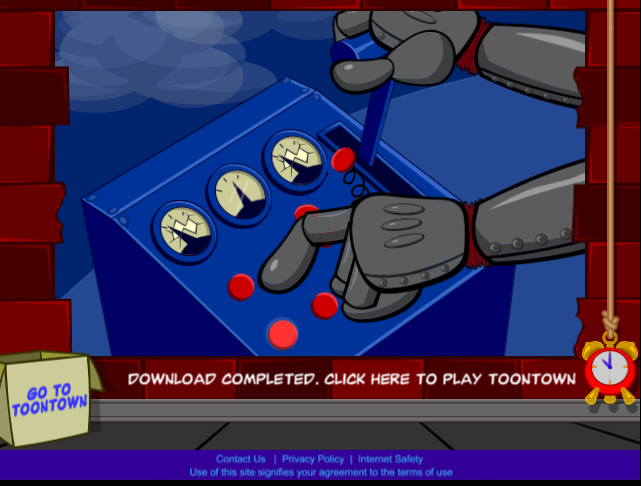 DOWNLOAD COMPLETED. CLICK HERE TO PLAY TOONTOWN
GO TO
TOONTOWN
Contact Us | Privacy Policy | Internet Safety
Use of this site signifies your agreement to the terms of use